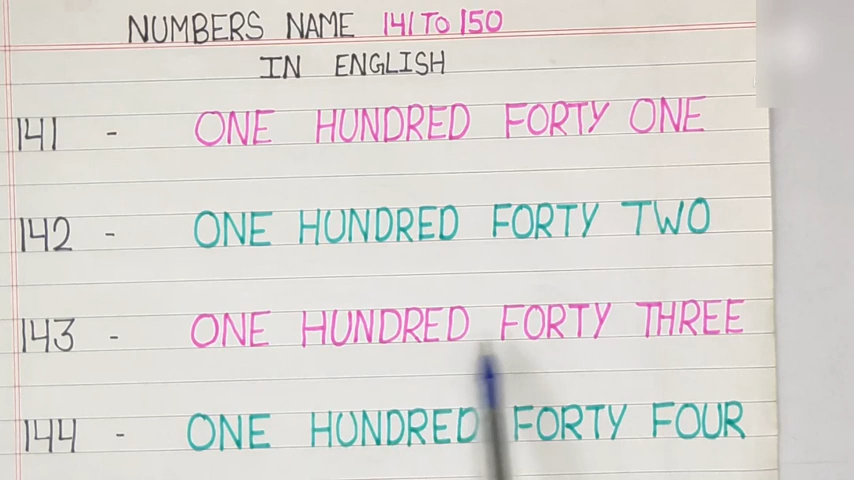 NUMBERS NAME 141 TO 150
IN ENGLISH
141 - ONE HUNDRED FORTY ONE
142 - ONE HUNDRED FORTY TWO
143 - ONE HUNDRED FORTY THREE
144 - ONE HUNDRED FORTY FOUR